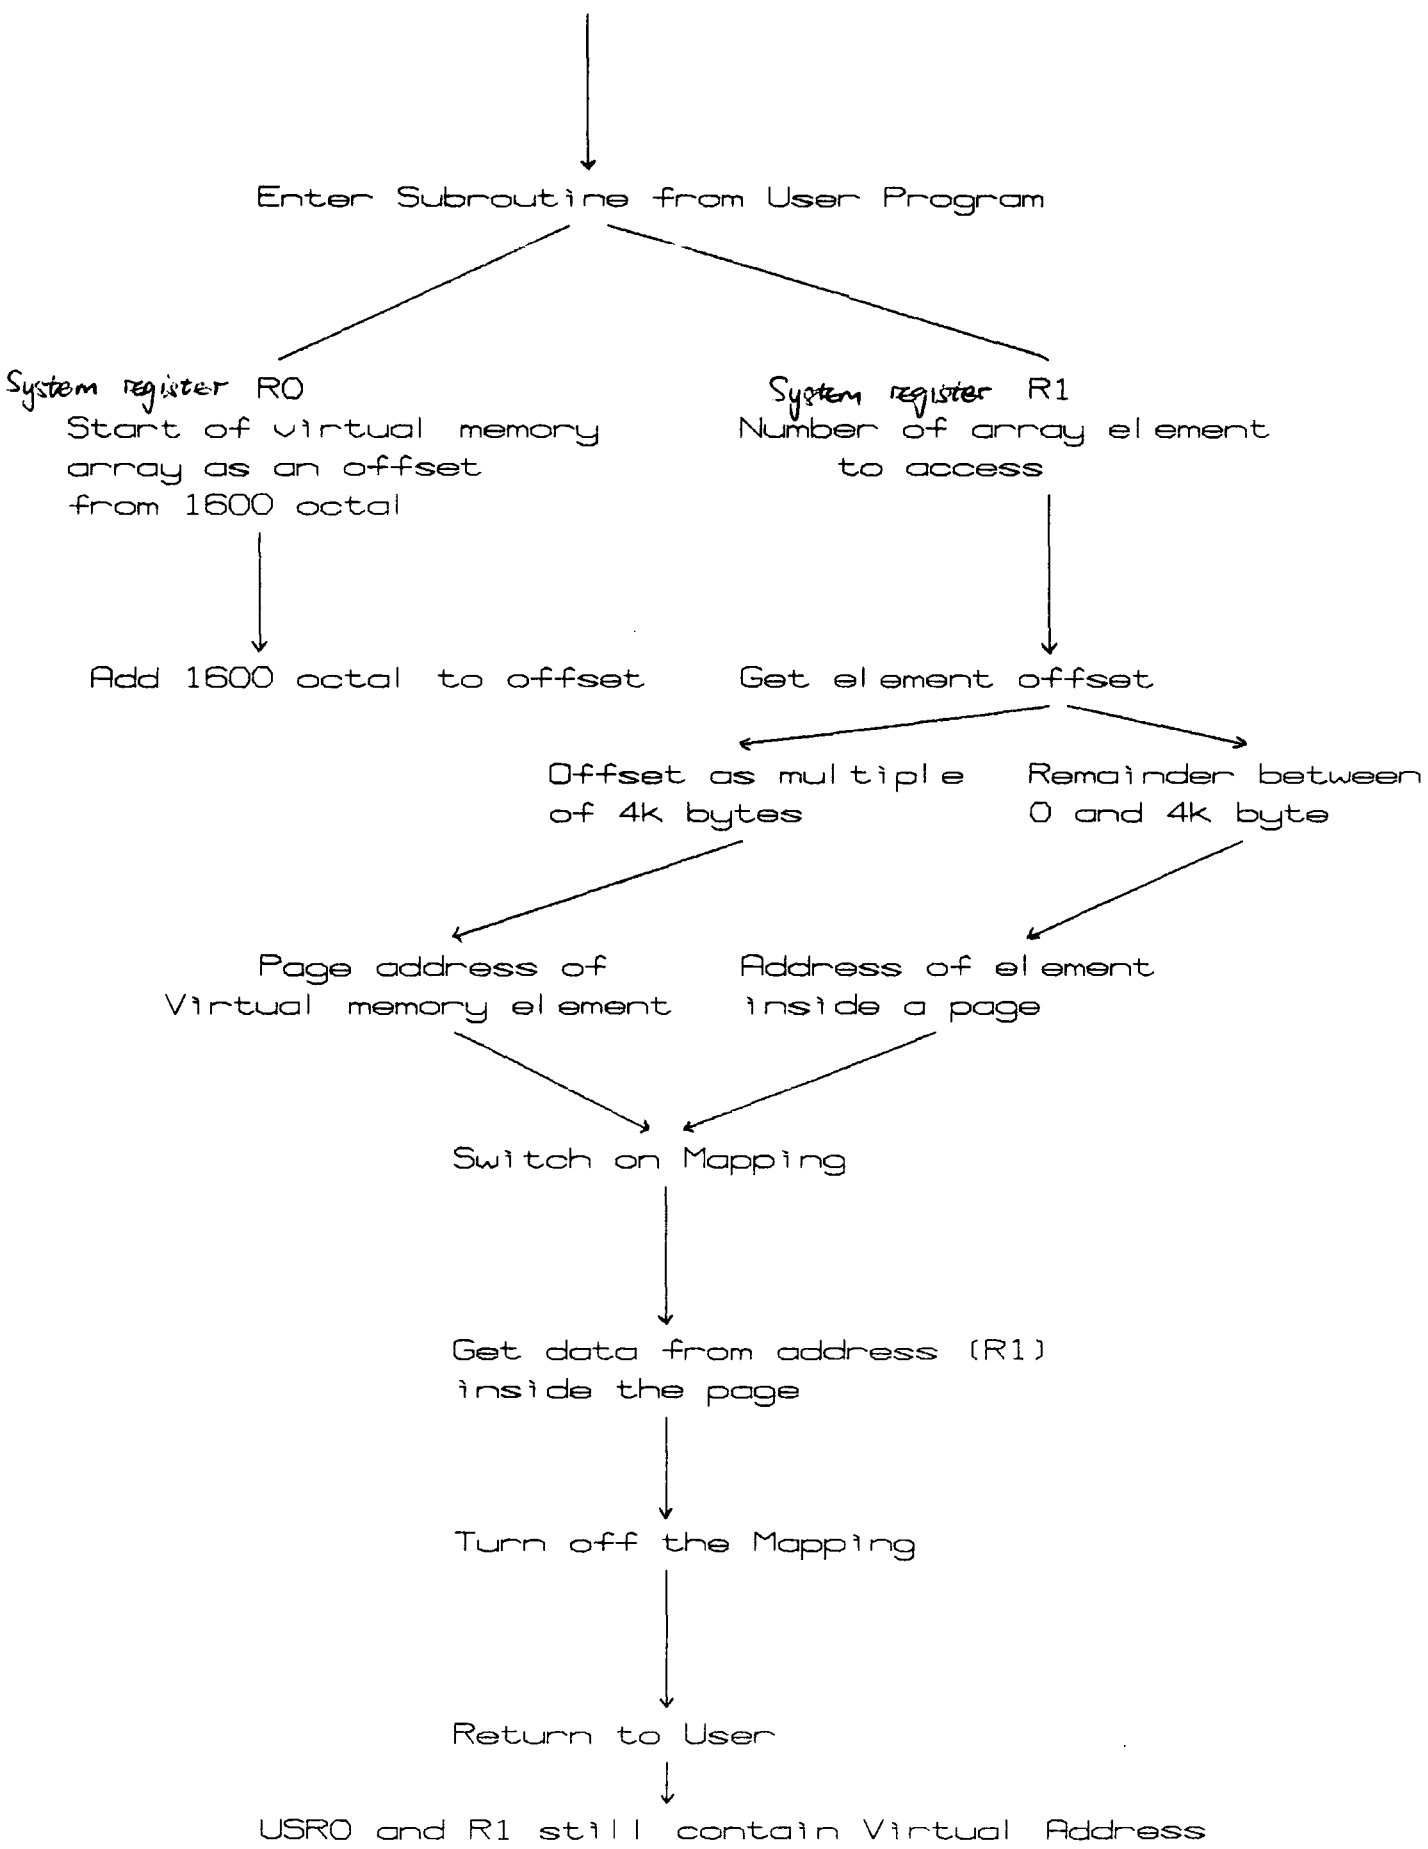 Enter Subroutine from User Program
System register R0
Start of virtual memory
array as an offset
from 1600 octal
System register R1
Number of array element
to access
Add 1600 octal to offset
Get element offset
Offset as multiple
of 4k bytes
Remainder between
0 and 4k byte
Page address of
Virtual memory element
Address of element
inside a page
Switch on Mapping
Get data from address (R1)
inside the page
Turn off the Mapping
Return to User
USR0 and R1 still contain Virtual Address